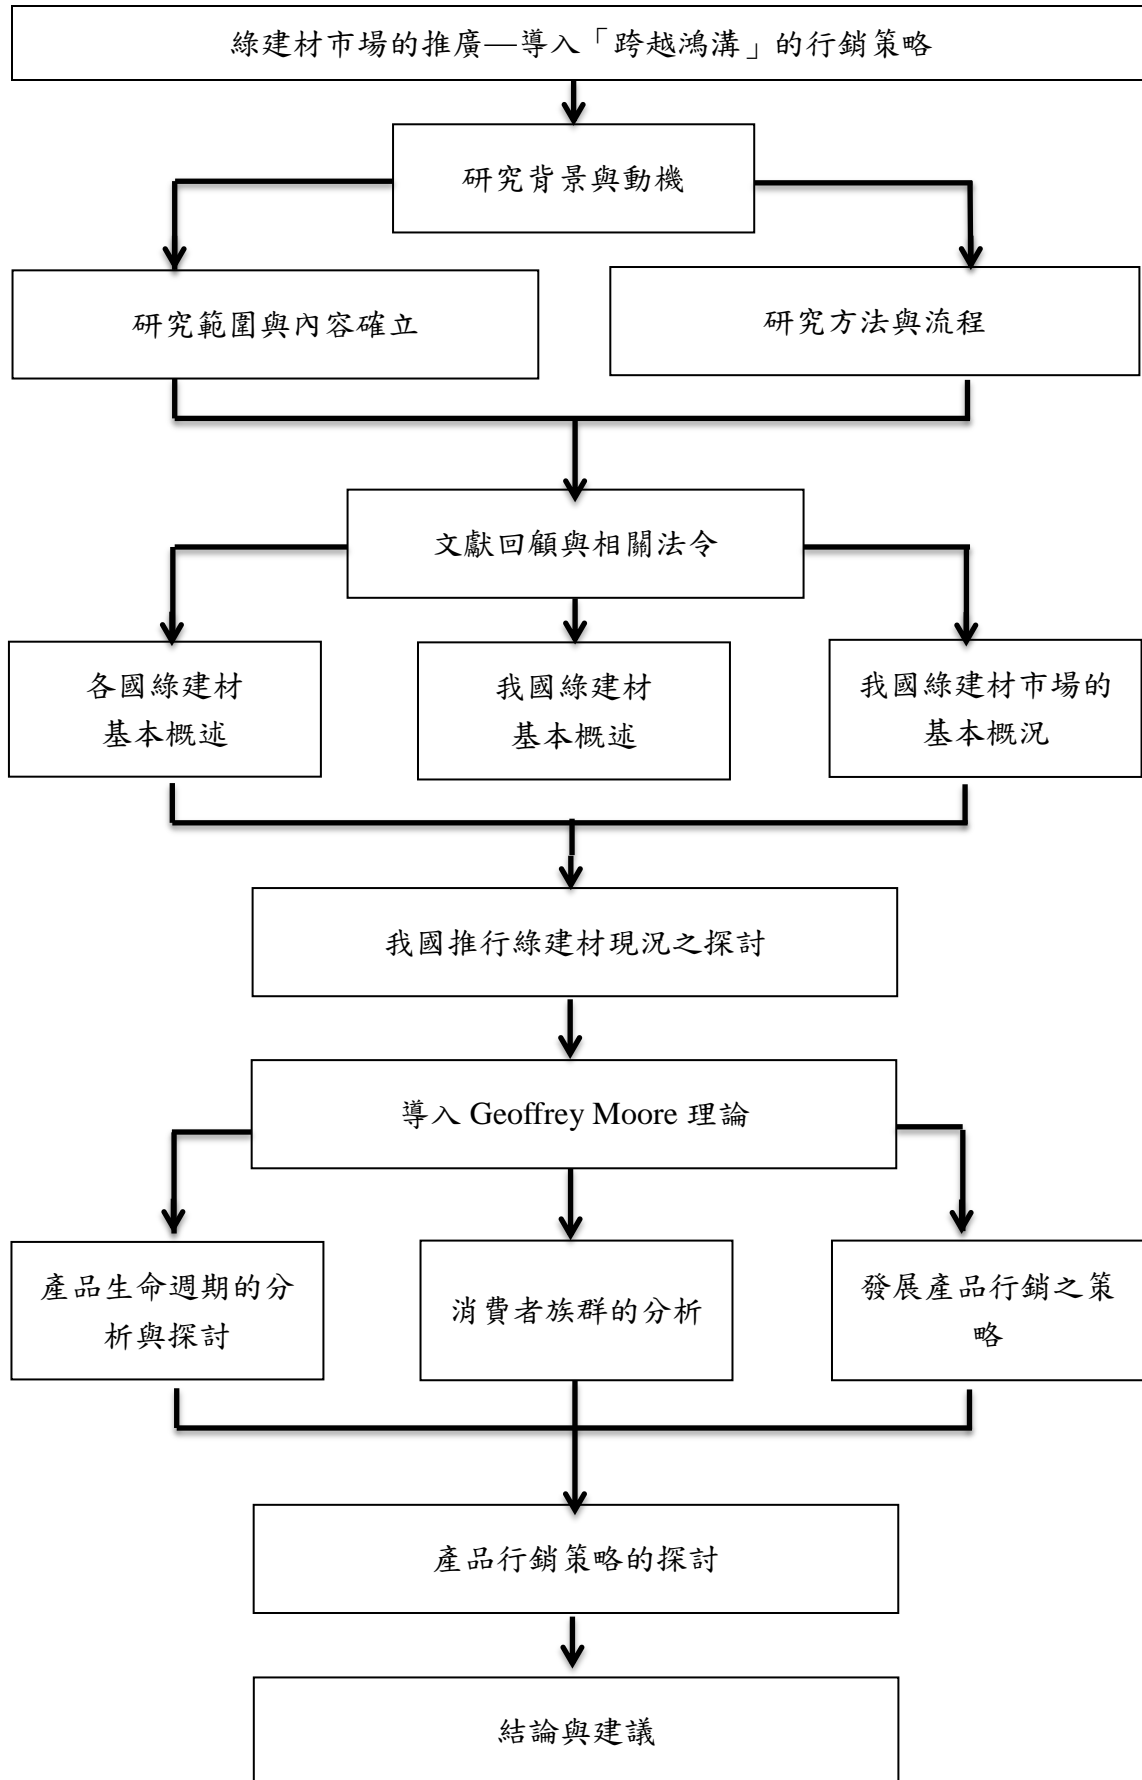 綠建材市場的推廣—導入「跨越鴻溝」的行銷策略
研究背景與動機
研究範圍與內容確立
研究方法與流程
文獻回顧與相關法令
各國綠建材
基本概述
我國綠建材
基本概述
我國綠建材市場的
基本概況
我國推行綠建材現況之探討
導入 Geoffrey Moore 理論
產品生命週期的分
析與探討
消費者族群的分析
發展產品行銷之策
略
產品行銷策略的探討
結論與建議